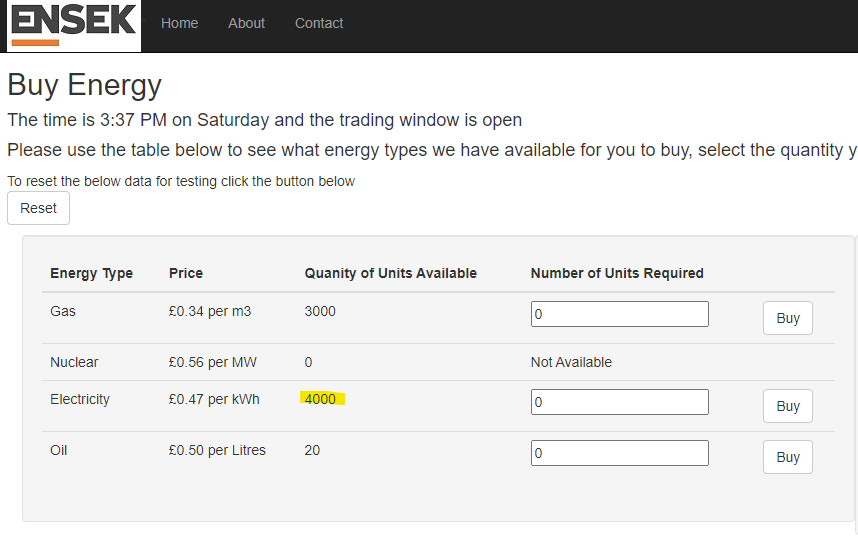 ENSEK Home About Contact
Buy Energy
The time is 3:37 PM on Saturday and the trading window is open
Please use the table below to see what energy types we have available for you to buy, select the quantity y
To reset the below data for testing click the button below
Reset
Energy Type Price Quanity of Units Available Number of Units Required
Gas £0.34 per m3 3000 0 Buy
Nuclear £0.56 per MW 0 Not Available
Electricity £0.47 per kWh 4000 0 Buy
Oil £0.50 per Litres 20 0 Buy